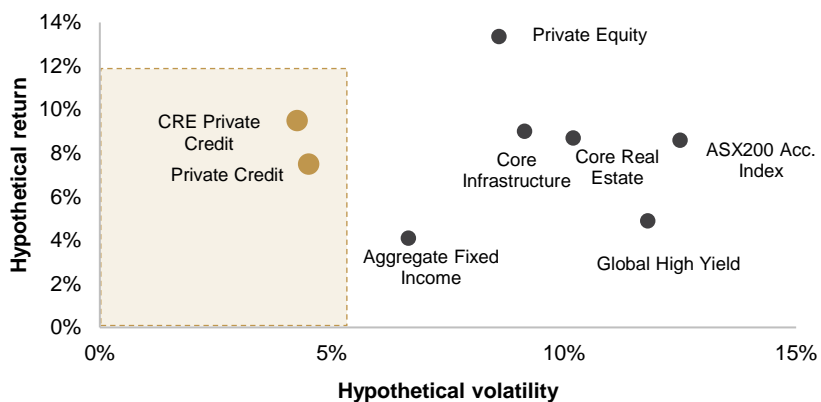 14%
12%
10%
8%
6%
4%
2%
0%
0%
5%
10%
15%
Hypothetical return
Hypothetical volatility
Private Equity
CRE Private
Credit
Private Credit
Core
Infrastructure
Core Real
Estate
ASX200 Acc.
Index
Aggregate Fixed
Income
Global High Yield